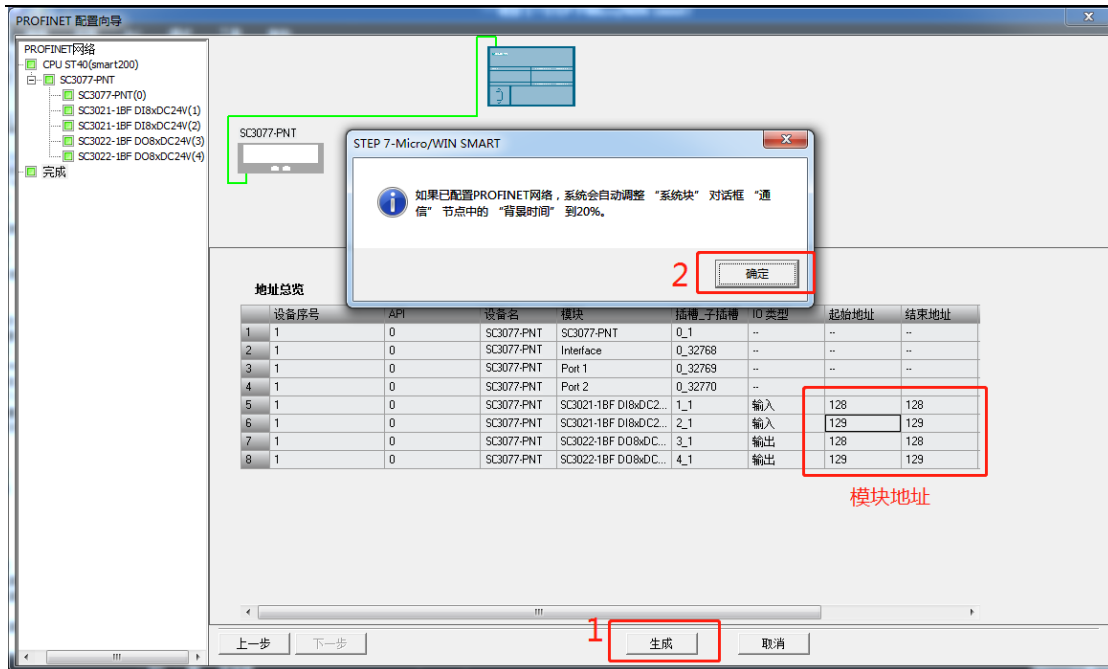 PROFINET 配置向导
PROFINET网络
CPU ST40(smart200)
SC3077-PNT
SC3077-PNT(0)
SC3021-1BF DI8xDC24V(1)
SC3021-1BF DI8xDC24V(2)
SC3022-1BF DO8xDC24V(3)
SC3022-1BF DO8xDC24V(4)
完成
SC3077-PNT
STEP 7-Micro/WIN SMART
如果已配置PROFINET网络，系统会自动调整 “系统块” 对话框 “通
信” 节点中的 “背景时间” 到20%。
2
确定
地址总览
设备序号 API 设备名 模块 插槽_子插槽 IO 类型 起始地址 结束地址
1 1 0 SC3077-PNT SC3077-PNT 0_1 -- -- --
2 1 0 SC3077-PNT Interface 0_32768 -- -- --
3 1 0 SC3077-PNT Port 1 0_32769 -- -- --
4 1 0 SC3077-PNT Port 2 0_32770 -- -- --
5 1 0 SC3077-PNT SC3021-1BF DI8xDC2... 1_1 输入 128 128
6 1 0 SC3077-PNT SC3021-1BF DI8xDC2... 2_1 输入 129 129
7 1 0 SC3077-PNT SC3022-1BF DO8xDC... 3_1 输出 128 128
8 1 0 SC3077-PNT SC3022-1BF DO8xDC... 4_1 输出 129 129
模块地址
1
上一步 下一步 生成 取消